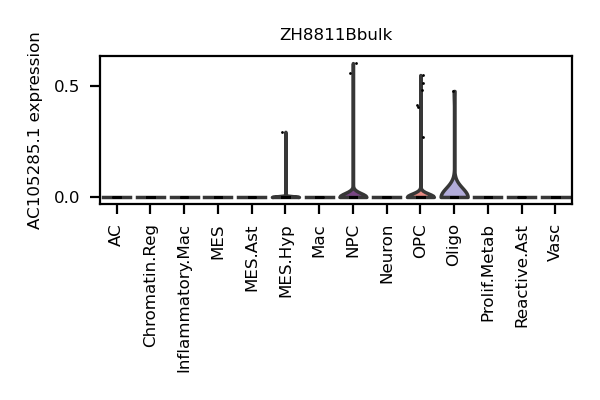 ZH8811Bbulk
AC105285.1 expression
0.5
0.0
AC
Chromatin.Reg
Inflammatory.Mac
MES
MES.Ast
MES.Hyp
Mac
NPC
Neuron
OPC
Oligo
Prolif.Metab
Reactive.Ast
Vasc